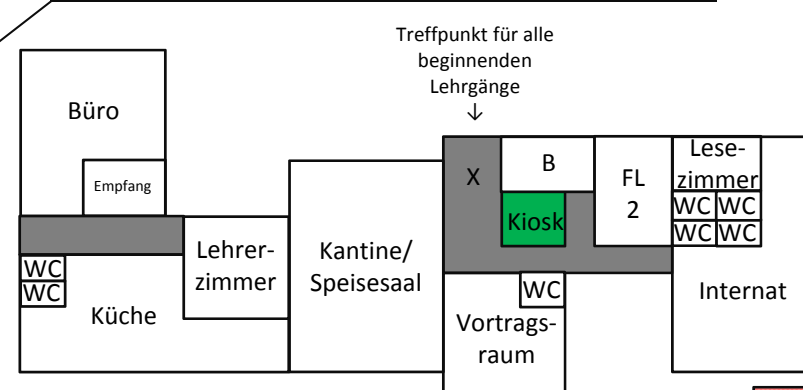 Treffpunkt für alle
beginnenden
Lehrgänge
Büro
Empfang
Lehrer-
zimmer
WC
WC
Küche
Kantine/
Speisesaal
X
B
Kiosk
FL
2
Lese-
zimmer
WC WC
WC WC
Internat
WC
Vortrags-
raum